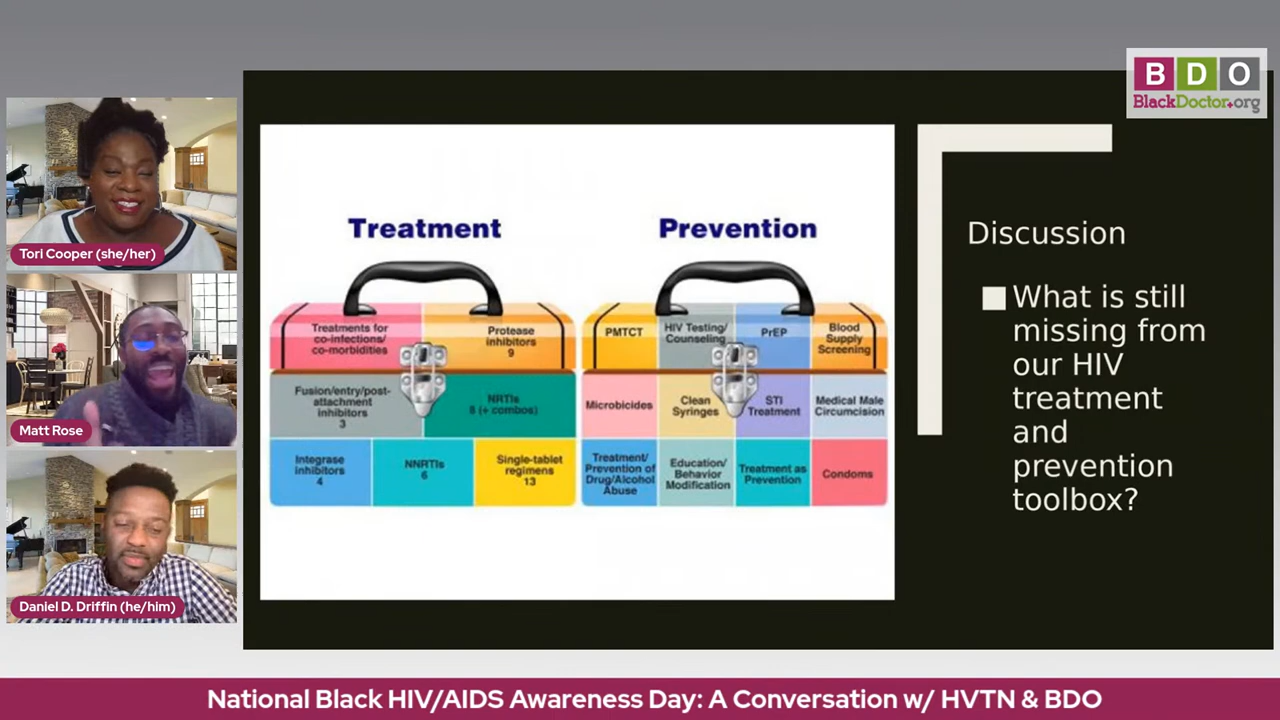 B D O
BlackDoctor.org
Tori Cooper (she/her)
Matt Rose
Daniel D. Driffin (he/him)
Treatment
Treatments for
co-infections/
co-morbidities
Protease
inhibitors
9
Fusion/entry/post-
attachment
inhibitors
3
NRTIs
8 (+ combos)
Integrase
inhibitors
4
NNRTIs
6
Single-tablet
regimens
13
Prevention
PMTCT
HIV Testing/
Counseling
PrEP
Blood
Supply
Screening
Microbicides
Clean
Syringes
STI
Treatment
Medical Male
Circumcision
Treatment/
Prevention of
Drug/Alcohol
Abuse
Education/
Behavior
Modification
Treatment as
Prevention
Condoms
Discussion
What is still
missing from
our HIV
treatment
and
prevention
toolbox?
National Black HIV/AIDS Awareness Day: A Conversation w/ HVTN & BDO